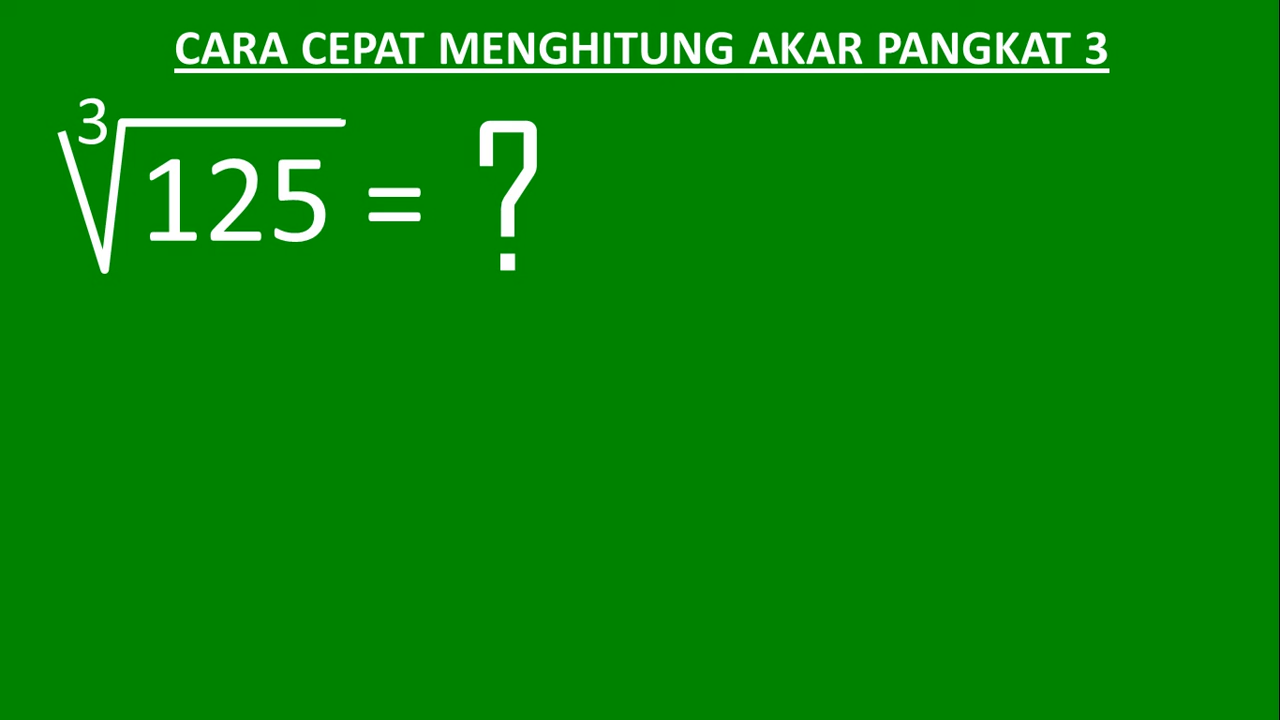 CARA CEPAT MENGHITUNG AKAR PANGKAT 3
∛125 = ?